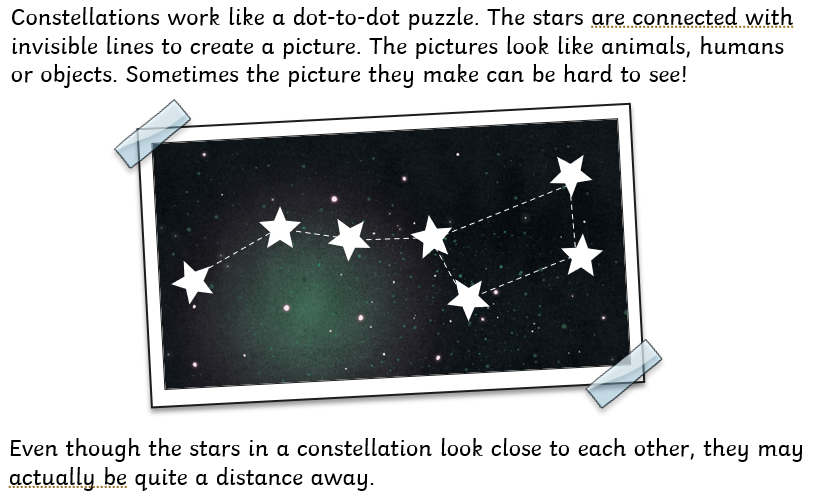 Constellations work like a dot-to-dot puzzle. The stars are connected with
invisible lines to create a picture. The pictures look like animals, humans
or objects. Sometimes the picture they make can be hard to see!
Even though the stars in a constellation look close to each other, they may
actually be quite a distance away.